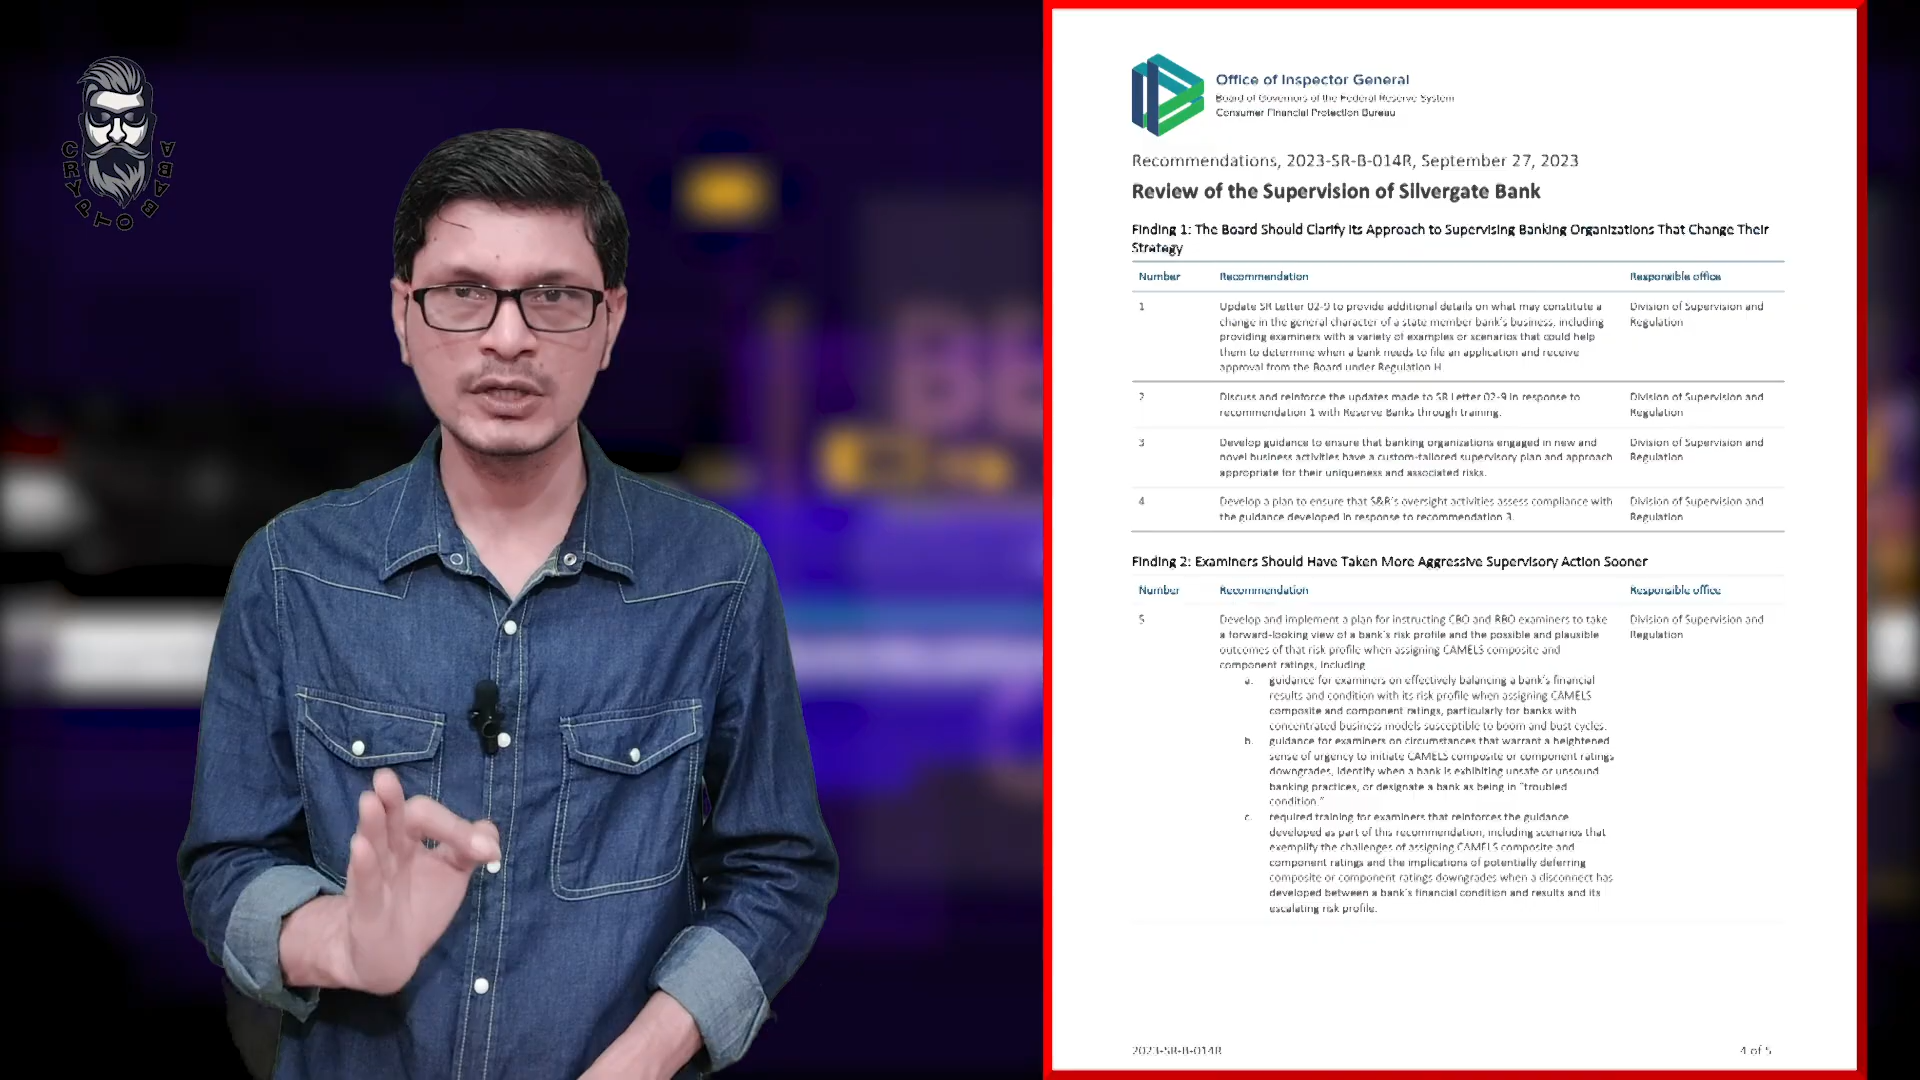 CRYPTO BABA
Office of Inspector General
Board of Governors of the Federal Reserve System
Consumer Financial Protection Bureau
Recommendations, 2023-SR-B-014R, September 27, 2023
Review of the Supervision of Silvergate Bank
Finding 1: The Board Should Clarify Its Approach to Supervising Banking Organizations That Change Their
Strategy
Number Recommendation Responsible office
1 Update SR Letter 02-9 to provide additional details on what may constitute a Division of Supervision and
change in the general character of a state member bank's business, including Regulation
providing examiners with a variety of examples or scenarios that could help
them to determine when a bank needs to file an application and receive
approval from the Board under Regulation H.
2 Discuss and reinforce the updates made to SR Letter 02-9 in response to Division of Supervision and
recommendation 1 with Reserve Banks through training. Regulation
3 Develop guidance to ensure that banking organizations engaged in new and Division of Supervision and
novel business activities have a custom-tailored supervisory plan and approach Regulation
appropriate for their uniqueness and associated risks.
4 Develop a plan to ensure that S&R's oversight activities assess compliance with Division of Supervision and
the guidance developed in response to recommendation 3. Regulation
Finding 2: Examiners Should Have Taken More Aggressive Supervisory Action Sooner
Number Recommendation Responsible office
5 Develop and implement a plan for instructing CBO and RBO examiners to take Division of Supervision and
a forward-looking view of a bank's risk profile and the possible and plausible Regulation
outcomes of that risk profile when assigning CAMELS composite and
component ratings, including
a. guidance for examiners on effectively balancing a bank's financial
results and condition with its risk profile when assigning CAMELS
composite and component ratings, particularly for banks with
concentrated business models susceptible to boom and bust cycles.
b. guidance for examiners on circumstances that warrant a heightened
sense of urgency to initiate CAMELS composite or component ratings
downgrades, identify when a bank is exhibiting unsafe or unsound
banking practices, or designate a bank as being in "troubled
condition."
c. required training for examiners that reinforces the guidance
developed as part of this recommendation, including scenarios that
exemplify the challenges of assigning CAMELS composite and
component ratings and the implications of potentially deferring
composite or component ratings downgrades when a disconnect has
developed between a bank's financial condition and results and its
escalating risk profile.
2023-SR-B-014R 4 of 5